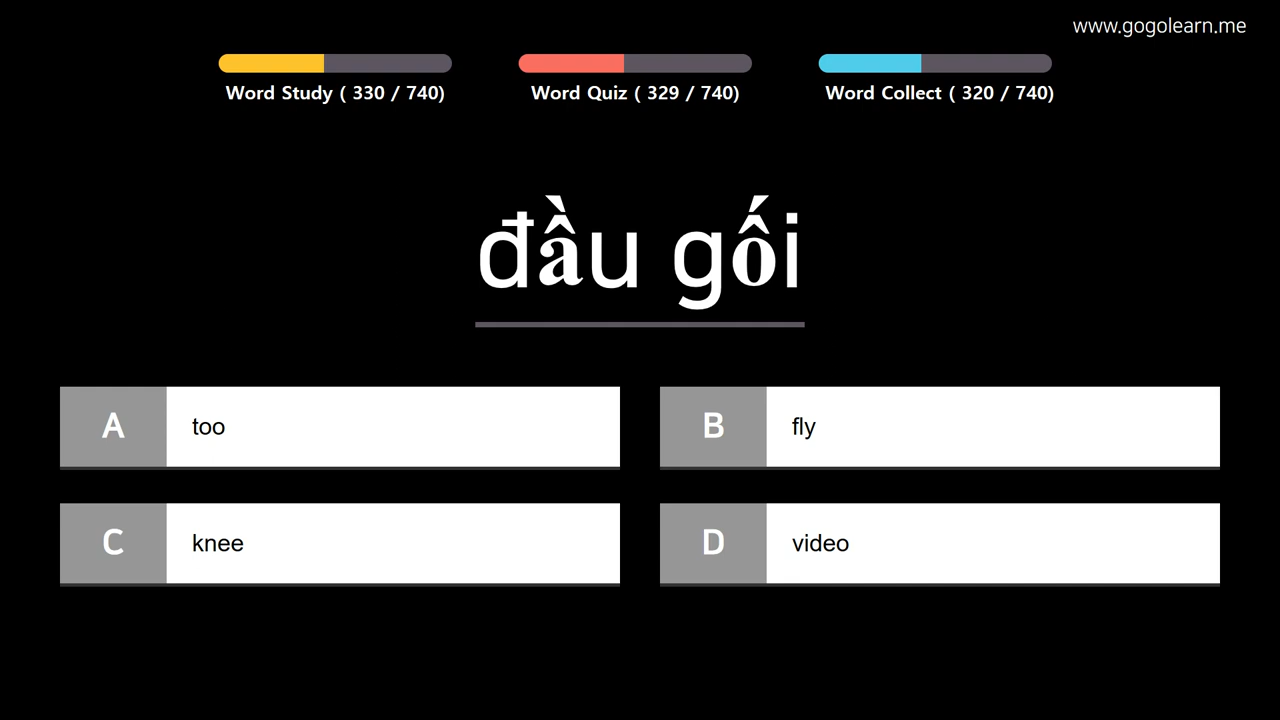 www.gogolearn.me
Word Study ( 330 / 740)
Word Quiz ( 329 / 740)
Word Collect ( 320 / 740)
đầu gối
A too
B fly
C knee
D video